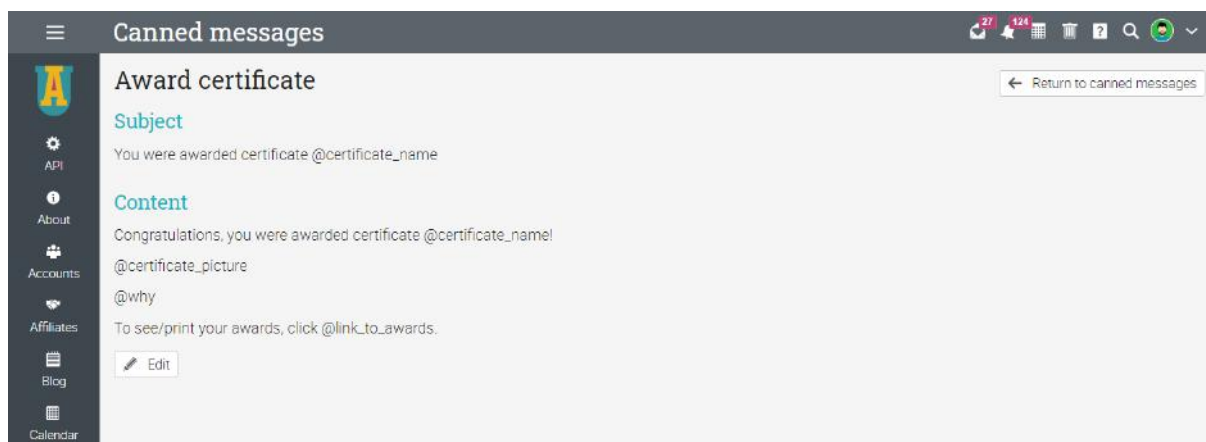 Canned messages
27
124
Award certificate
Return to canned messages
Subject
You were awarded certificate @certificate_name
Content
Congratulations, you were awarded certificate @certificate_name!
@certificate_picture
@why
To see/print your awards, click @link_to_awards.
Edit
A
API
About
Accounts
Affiliates
Blog
Calendar